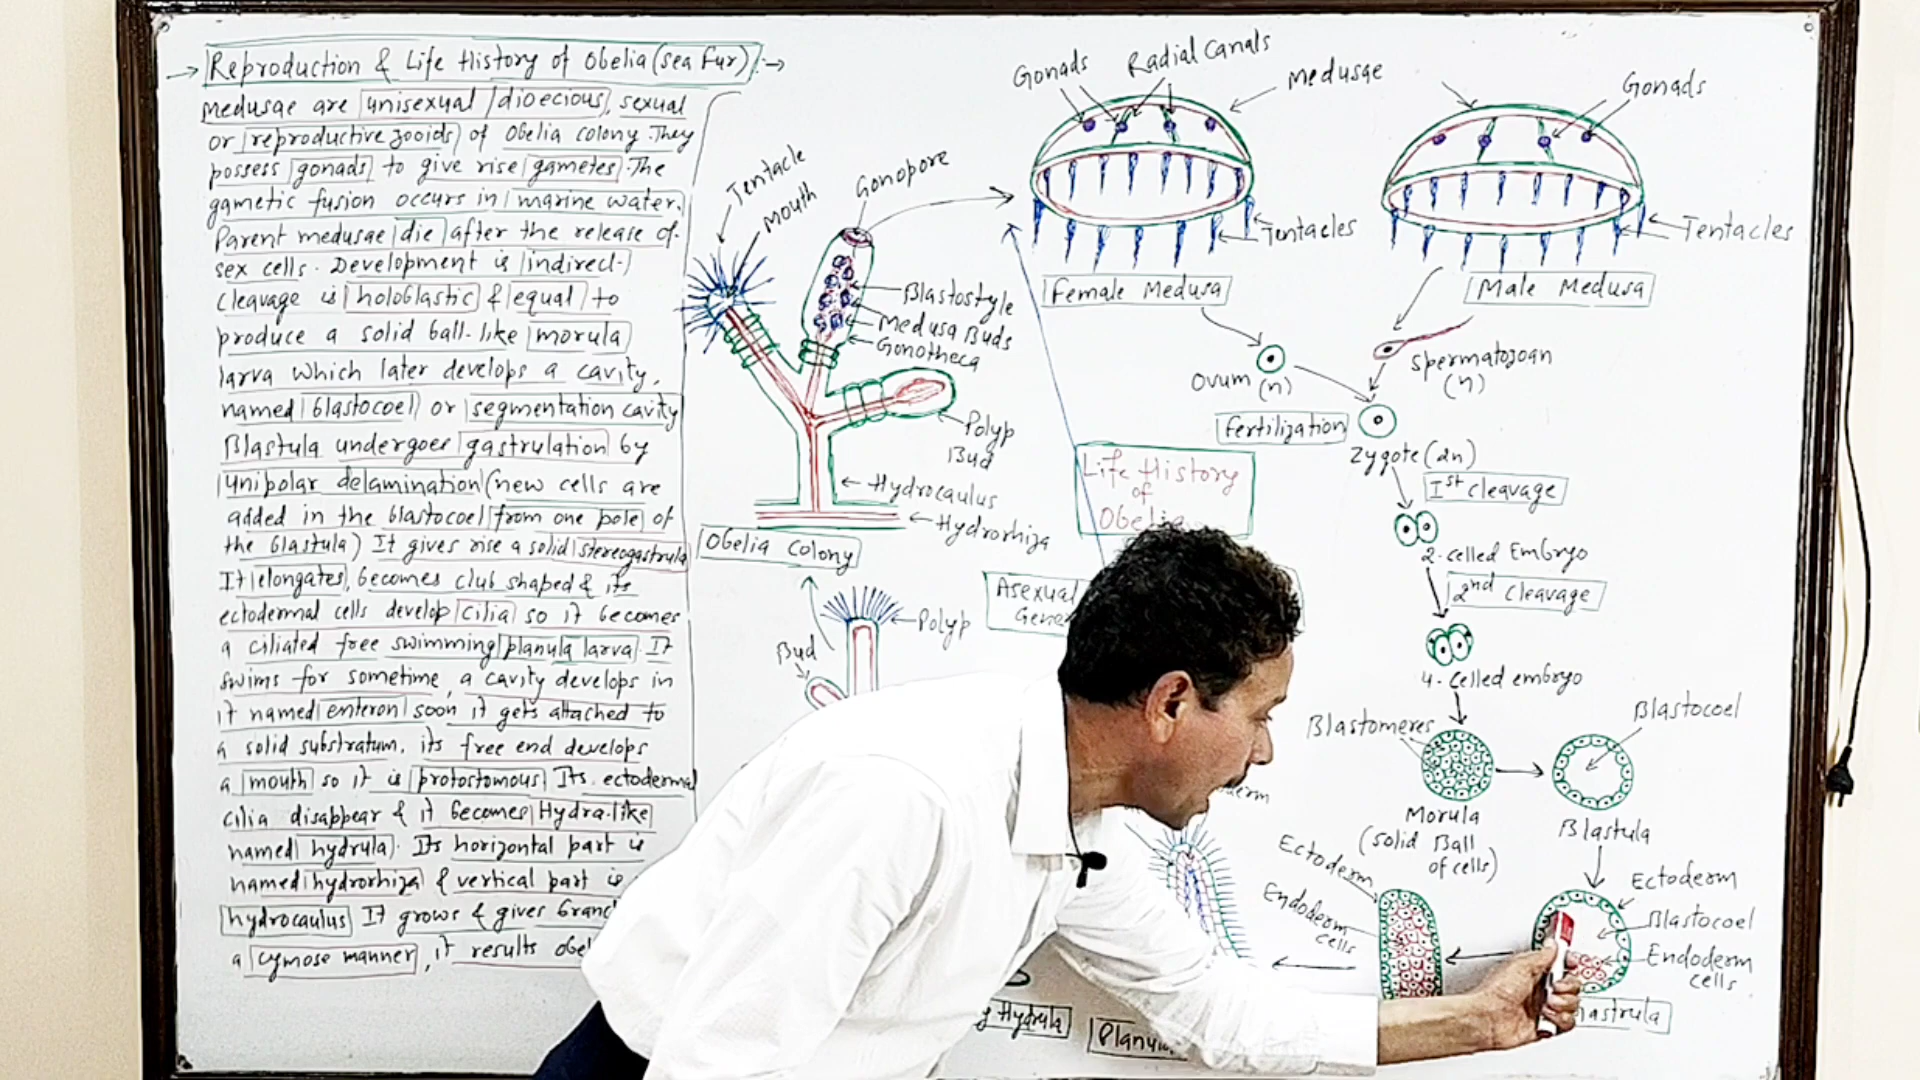 → Reproduction & Life History of Obelia (sea fur) :→
Medusae are unisexual/dioecious, sexual
or reproductive zooids of Obelia colony. They
possess gonads to give rise gametes. The
gametic fusion occurs in marine water.
Parent medusae die after the release of
sex cells. Development is indirect.
Cleavage is holoblastic & equal to
produce a solid ball-like morula
larva which later develops a cavity,
named blastocoel or segmentation cavity
Blastula undergoes gastrulation by
unipolar delamination (new cells are
added in the blastocoel from one pole of
the blastula) It gives rise a solid stereogastrula
It elongates, becomes club shaped & its
ectodermal cells develop cilia so it becomes
a ciliated free swimming planula larva. It
swims for sometime, a cavity develops in
it named enteron soon it gets attached to
a solid substratum, its free end develops
a mouth so it is protostomous Its ectodermal
cilia disappear & it becomes Hydra-like
named hydrula. Its horizontal part is
named hydrorhiza & vertical part is
hydrocaulus It grows & gives
a cymose manner, it results
Tentacle
Mouth
Gonopore
Blastostyle
Medusa Buds
Gonotheca
Polyp
Bud
Hydrocaulus
Hydrorhiza
Obelia Colony
Polyp
Bud
Gonads
Radial Canals
Medusae
Gonads
Tentacles
Tentacles
Female Medusa
Male Medusa
Ovum (n)
Spermatozoan
(n)
Fertilization
Zygote (2n)
Ist cleavage
2-celled Embryo
2nd Cleavage
4-celled embryo
Life History
of
Obelia
Asexual
Blastomeres
Morula
(Solid Ball
of cells)
Blastocoel
Blastula
Ectoderm
Blastocoel
Endoderm
cells
Ectoderm
Endoderm
cells
Hydrula